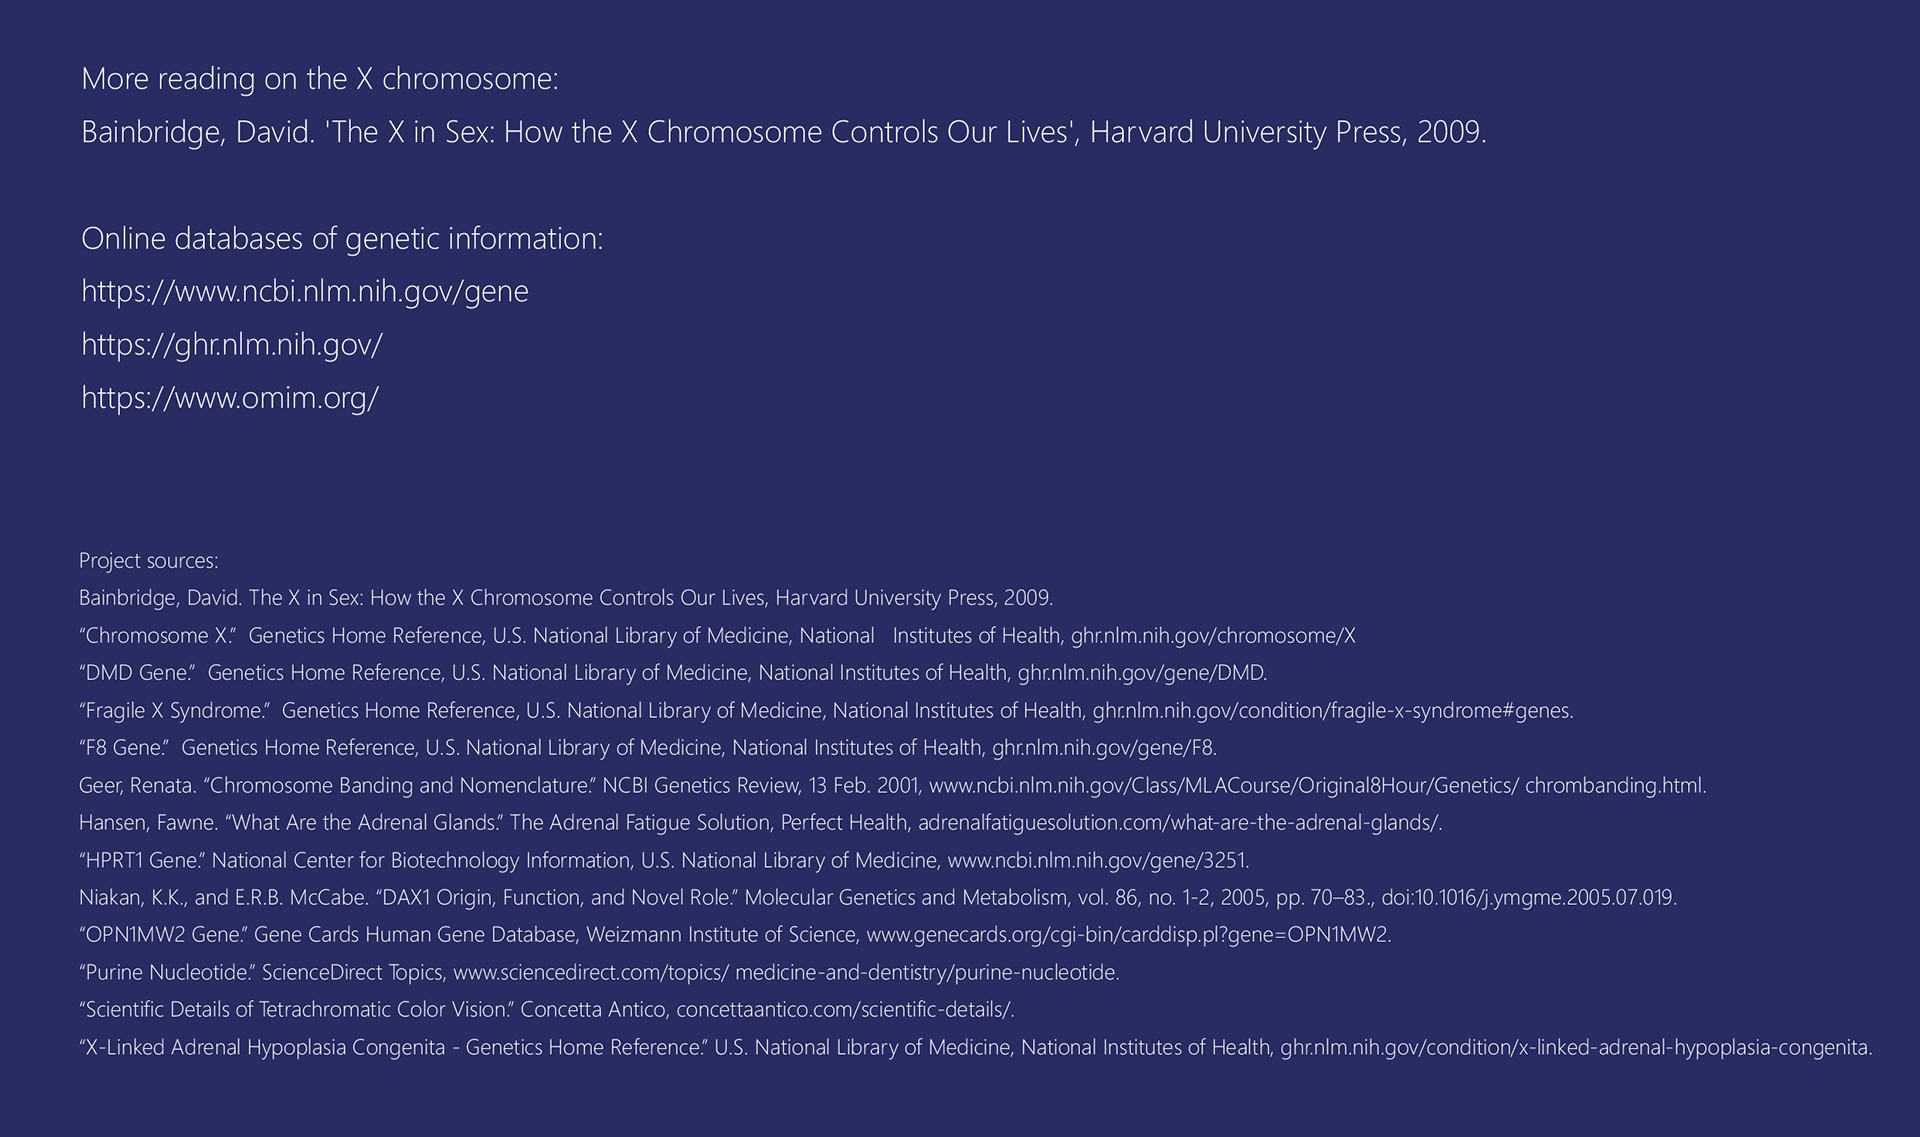 More reading on the X chromosome:
Bainbridge, David. 'The X in Sex: How the X Chromosome Controls Our Lives', Harvard University Press, 2009.
Online databases of genetic information:
https://www.ncbi.nlm.nih.gov/gene
https://ghr.nlm.nih.gov/
https://www.omim.org/
Project sources:
Bainbridge, David. The X in Sex: How the X Chromosome Controls Our Lives, Harvard University Press, 2009.
“Chromosome X.”  Genetics Home Reference, U.S. National Library of Medicine, National   Institutes of Health, ghr.nlm.nih.gov/chromosome/X
“DMD Gene.”  Genetics Home Reference, U.S. National Library of Medicine, National Institutes of Health, ghr.nlm.nih.gov/gene/DMD.
“Fragile X Syndrome.”  Genetics Home Reference, U.S. National Library of Medicine, National Institutes of Health, ghr.nlm.nih.gov/condition/fragile-x-syndrome#genes.
“F8 Gene.”  Genetics Home Reference, U.S. National Library of Medicine, National Institutes of Health, ghr.nlm.nih.gov/gene/F8.
Geer, Renata. “Chromosome Banding and Nomenclature.” NCBI Genetics Review, 13 Feb. 2001, www.ncbi.nlm.nih.gov/Class/MLACourse/Original8Hour/Genetics/ chrombanding.html.
Hansen, Fawne. “What Are the Adrenal Glands.” The Adrenal Fatigue Solution, Perfect Health, adrenalfatiguesolution.com/what-are-the-adrenal-glands/.
“HPRT1 Gene.” National Center for Biotechnology Information, U.S. National Library of Medicine, www.ncbi.nlm.nih.gov/gene/3251.
Niakan, K.K., and E.R.B. McCabe. “DAX1 Origin, Function, and Novel Role.” Molecular Genetics and Metabolism, vol. 86, no. 1-2, 2005, pp. 70–83., doi:10.1016/j.ymgme.2005.07.019.
“OPN1MW2 Gene.” Gene Cards Human Gene Database, Weizmann Institute of Science, www.genecards.org/cgi-bin/carddisp.pl?gene=OPN1MW2.
“Purine Nucleotide.” ScienceDirect Topics, www.sciencedirect.com/topics/ medicine-and-dentistry/purine-nucleotide.
“Scientific Details of Tetrachromatic Color Vision.” Concetta Antico, concettaantico.com/scientific-details/.
“X-Linked Adrenal Hypoplasia Congenita - Genetics Home Reference.” U.S. National Library of Medicine, National Institutes of Health, ghr.nlm.nih.gov/condition/x-linked-adrenal-hypoplasia-congenita.